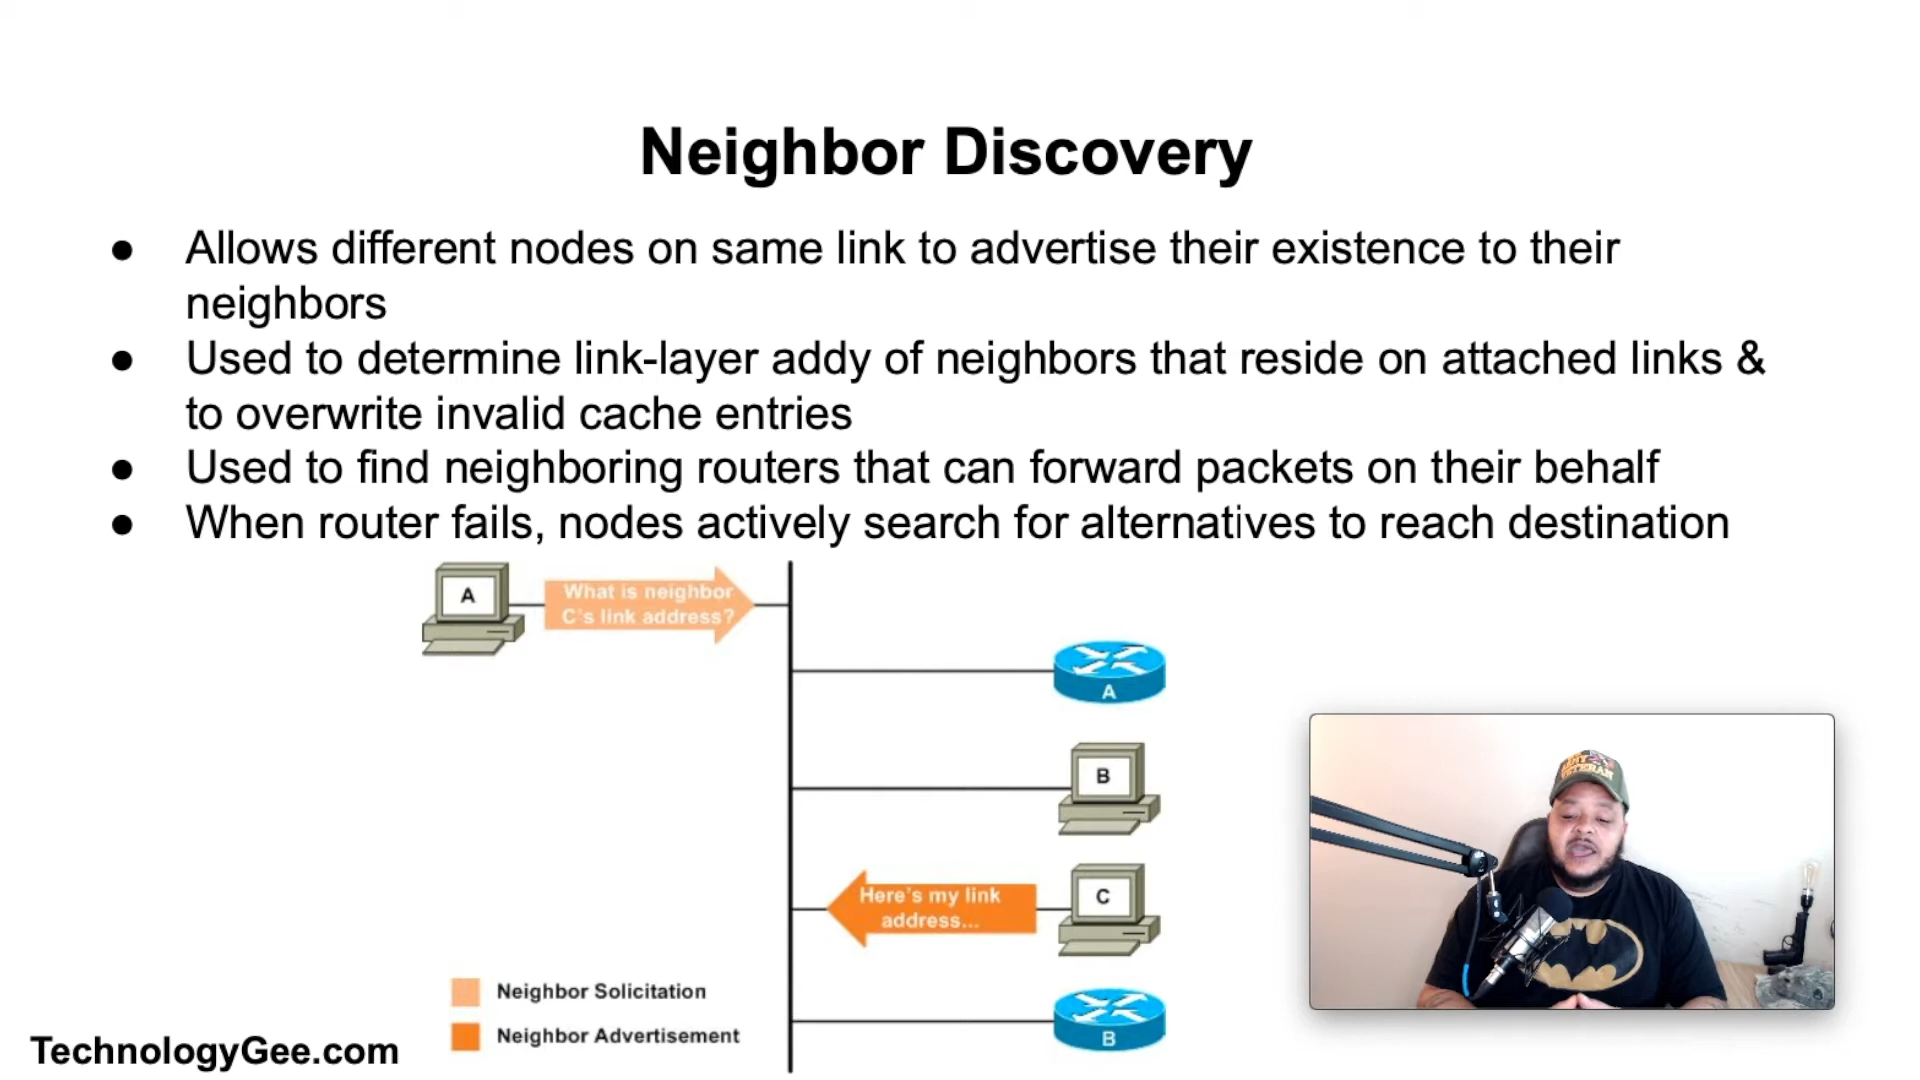 Neighbor Discovery
● Allows different nodes on same link to advertise their existence to their
neighbors
● Used to determine link-layer addy of neighbors that reside on attached links &
to overwrite invalid cache entries
● Used to find neighboring routers that can forward packets on their behalf
● When router fails, nodes actively search for alternatives to reach destination
A
What is neighbor
C's link address?
A
B
Here's my link
address...
C
B
Neighbor Solicitation
Neighbor Advertisement
TechnologyGee.com
ARMY
VETERAN